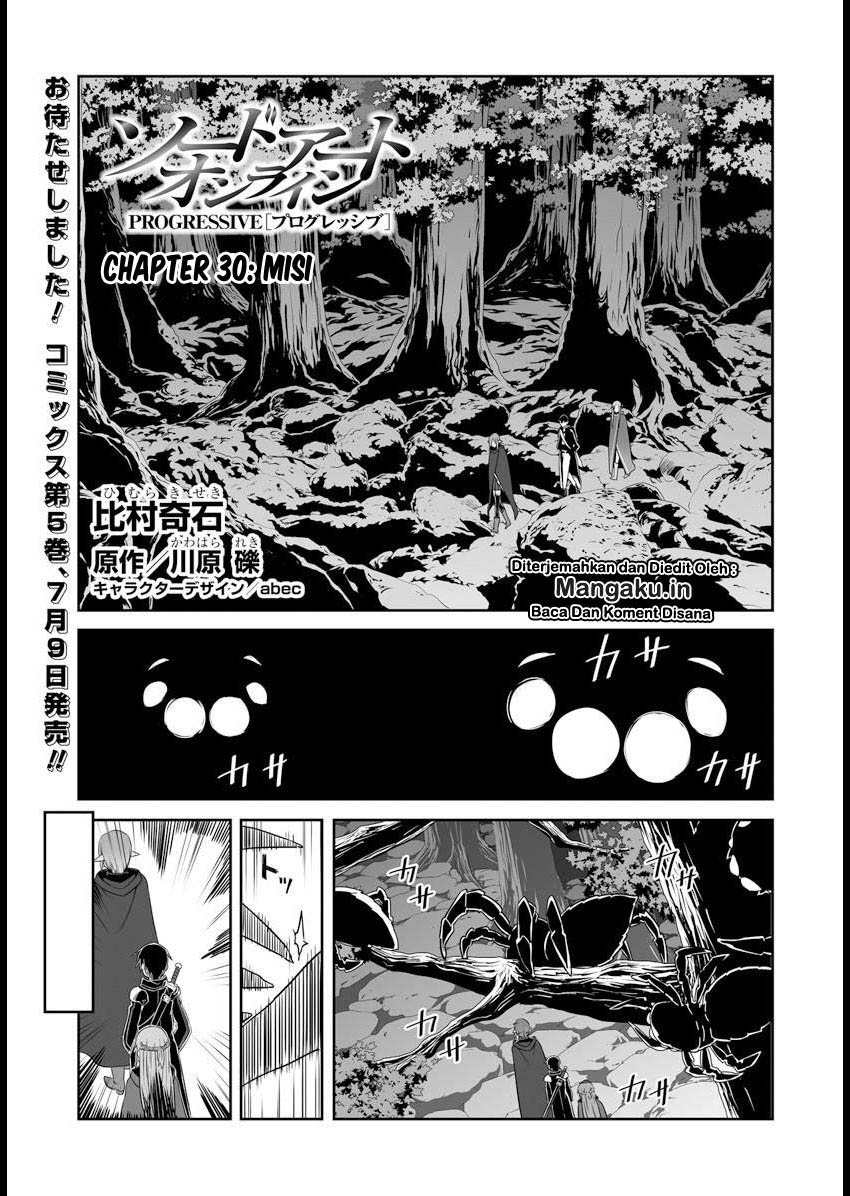 お待たせしました! コミックス第5巻、7月9日発売!!
ソードアート
オンライン
PROGRESSIVE [プログレッシブ]
CHAPTER 30: MISI
ひむらきせき
比村奇石
かわはられき
原作/川原 礫
キャラクターデザイン/abec
Diterjemahkan dan Diedit Oleh :
Mangaku.in
Baca Dan Koment Disana
カサ
カサ
カサ
カサ
カサ
カサ
カサ
トッ